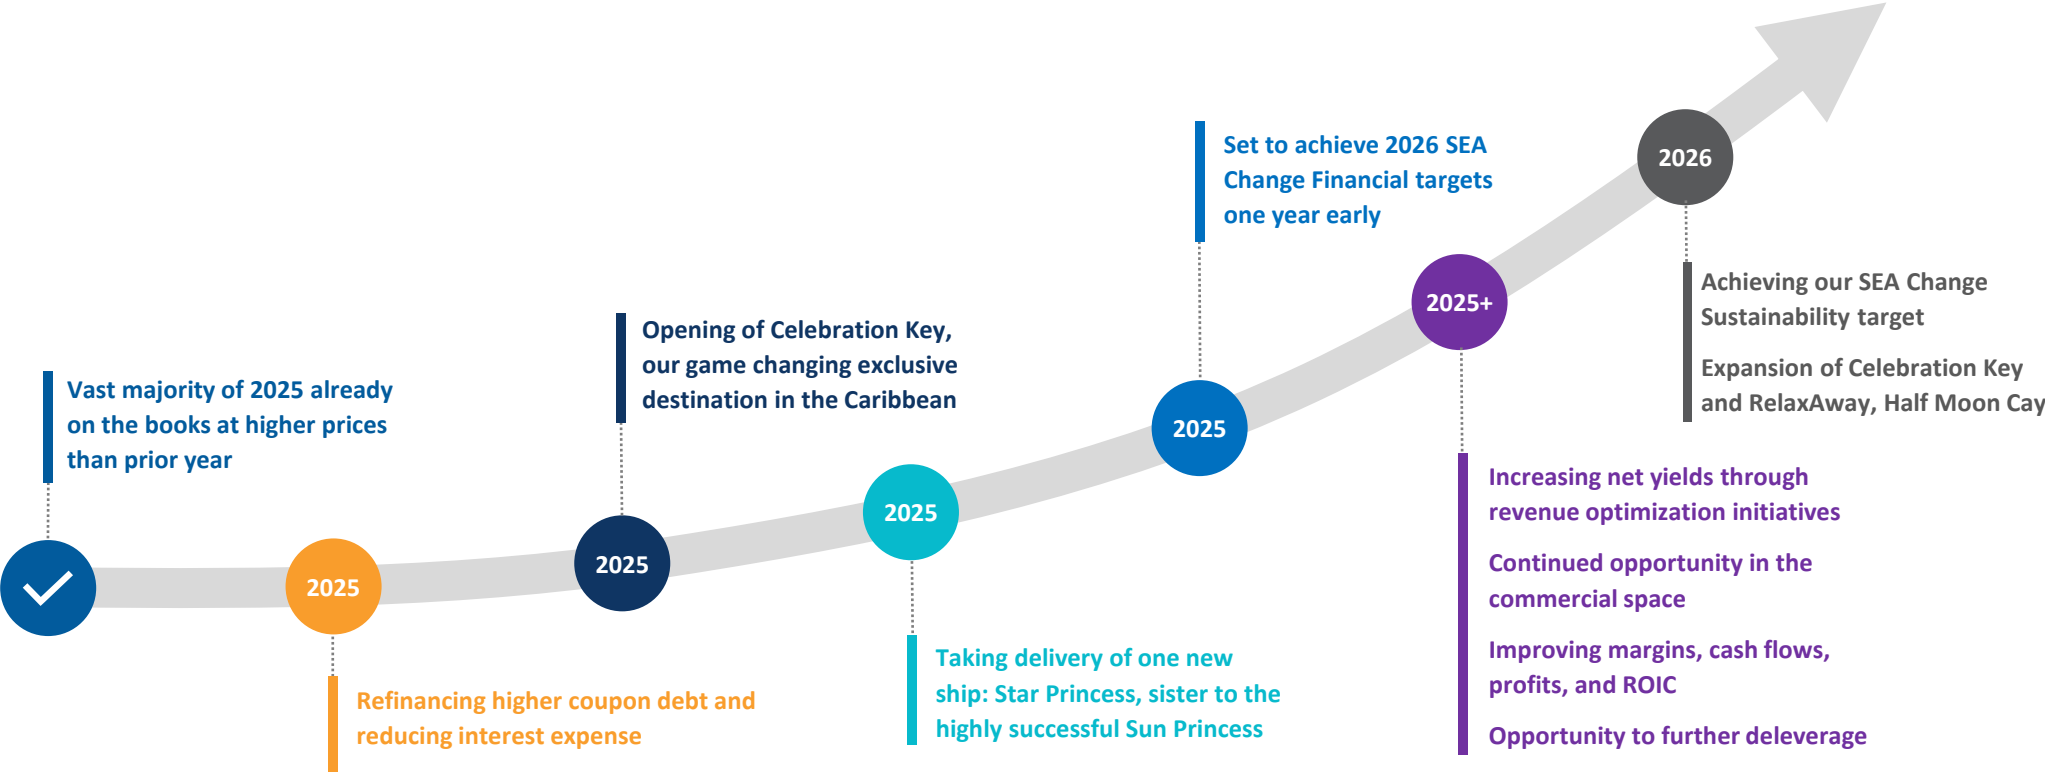 Vast majority of 2025 already
on the books at higher prices
than prior year
2025
Refinancing higher coupon debt and
reducing interest expense
Opening of Celebration Key,
our game changing exclusive
destination in the Caribbean
2025
2025
Taking delivery of one new
ship: Star Princess, sister to the
highly successful Sun Princess
Set to achieve 2026 SEA
Change Financial targets
one year early
2025
2025+
Increasing net yields through
revenue optimization initiatives
Continued opportunity in the
commercial space
Improving margins, cash flows,
profits, and ROIC
Opportunity to further deleverage
2026
Achieving our SEA Change
Sustainability target
Expansion of Celebration Key
and RelaxAway, Half Moon Cay